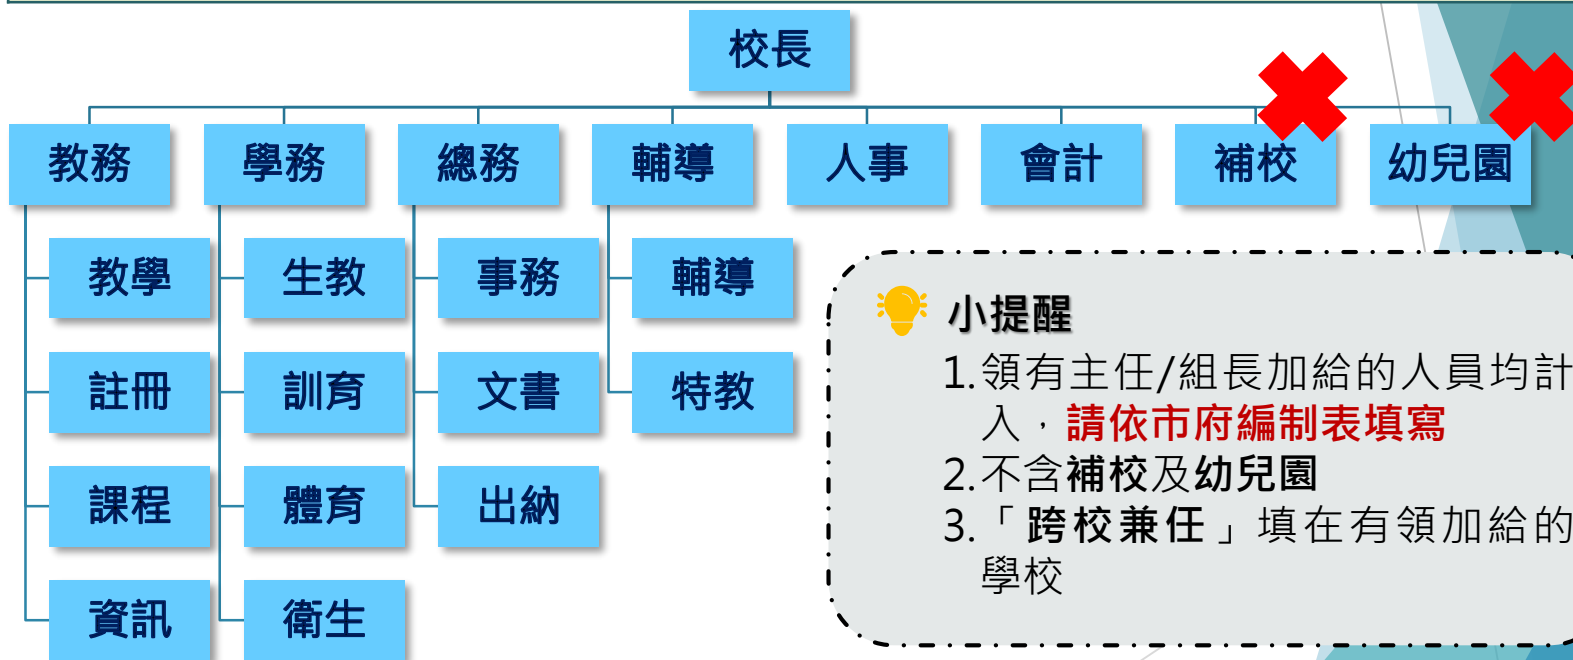 校長
教務
學務
總務
輔導
人事
會計
補校
幼兒園
教學
生教
事務
輔導
註冊
訓育
文書
特教
課程
體育
出納
資訊
衛生
小提醒
1.領有主任/組長加給的人員均計
入，請依市府編制表填寫
2.不含補校及幼兒園
3.「跨校兼任」填在有領加給的
學校